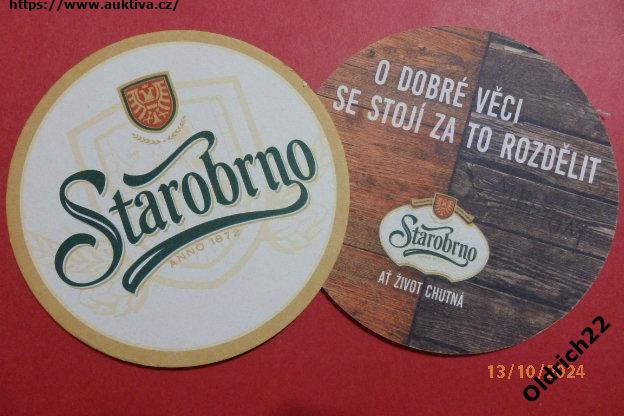 https://www.auktiva.cz/
Starobrno
ANNO 1872
O DOBRÉ VĚCI
SE STOJÍ ZA TO ROZDĚLIT
Starobrno
AŤ ŽIVOT CHUTNÁ
13/10/2024
Oldrich22